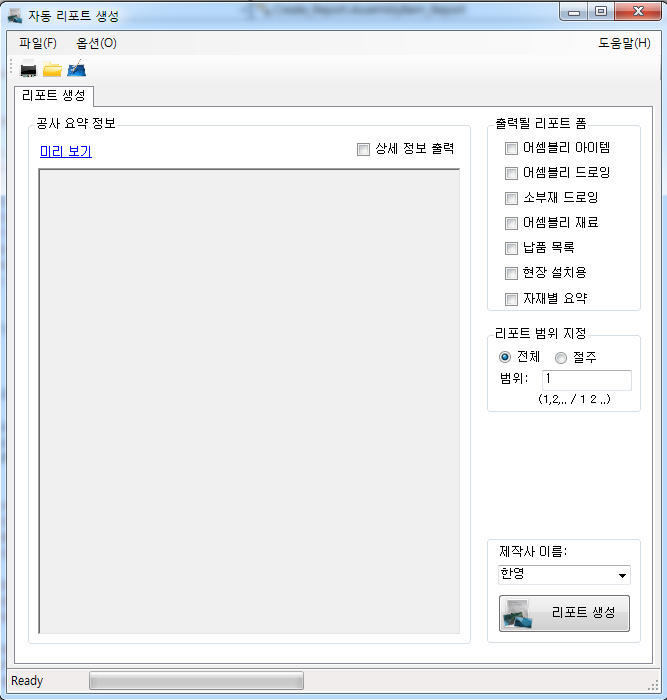 자동 리포트 생성
파일(F) 옵션(O) 도움말(H)
리포트 생성
공사 요약 정보
미리 보기
상세 정보 출력
출력될 리포트 폼
어셈블리 아이템
어셈블리 드로잉
소부재 드로잉
어셈블리 재료
납품 목록
현장 설치용
자재별 요약
리포트 범위 지정
전체 절주
범위: 1
(1,2,.. / 1 2 ..)
제작사 이름:
한영
리포트 생성
Ready